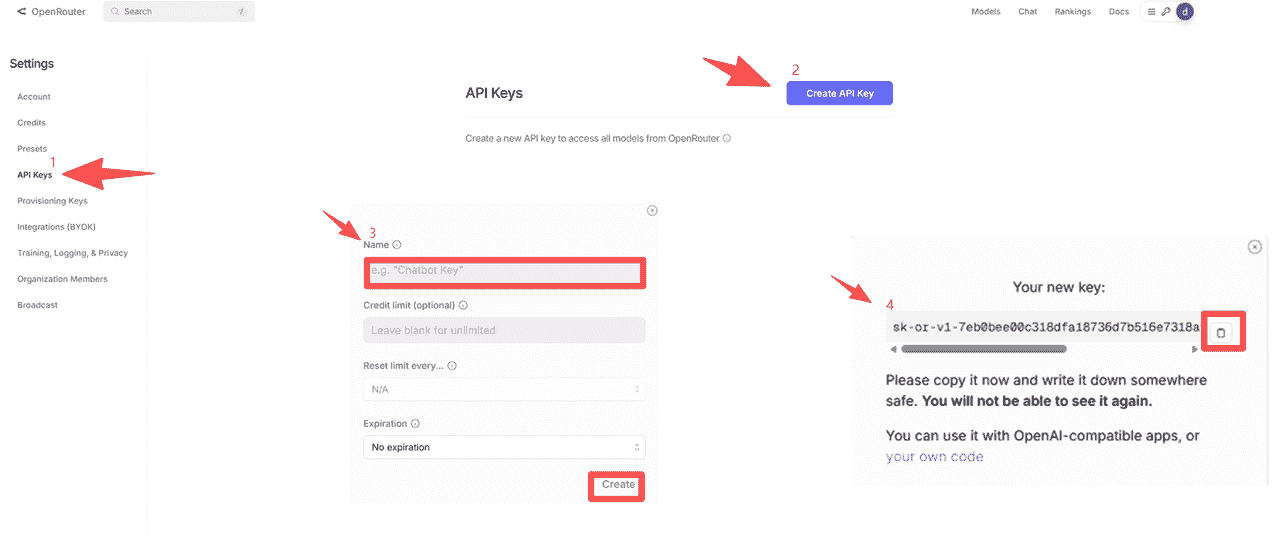 OpenRouter
Search
/
Models
Chat
Rankings
Docs
d
Settings
Account
Credits
Presets
1
API Keys
Provisioning Keys
Integrations (BYOK)
Training, Logging, & Privacy
Organization Members
Broadcast
2
API Keys
Create API Key
Create a new API key to access all models from OpenRouter
3
Name
e.g. "Chatbot Key"
Credit limit (optional)
Leave blank for unlimited
Reset limit every...
N/A
Expiration
No expiration
Create
Your new key:
4
sk-or-v1-7eb0bee00c318dfa18736d7b516e7318a
Please copy it now and write it down somewhere
safe. You will not be able to see it again.
You can use it with OpenAI-compatible apps, or
your own code